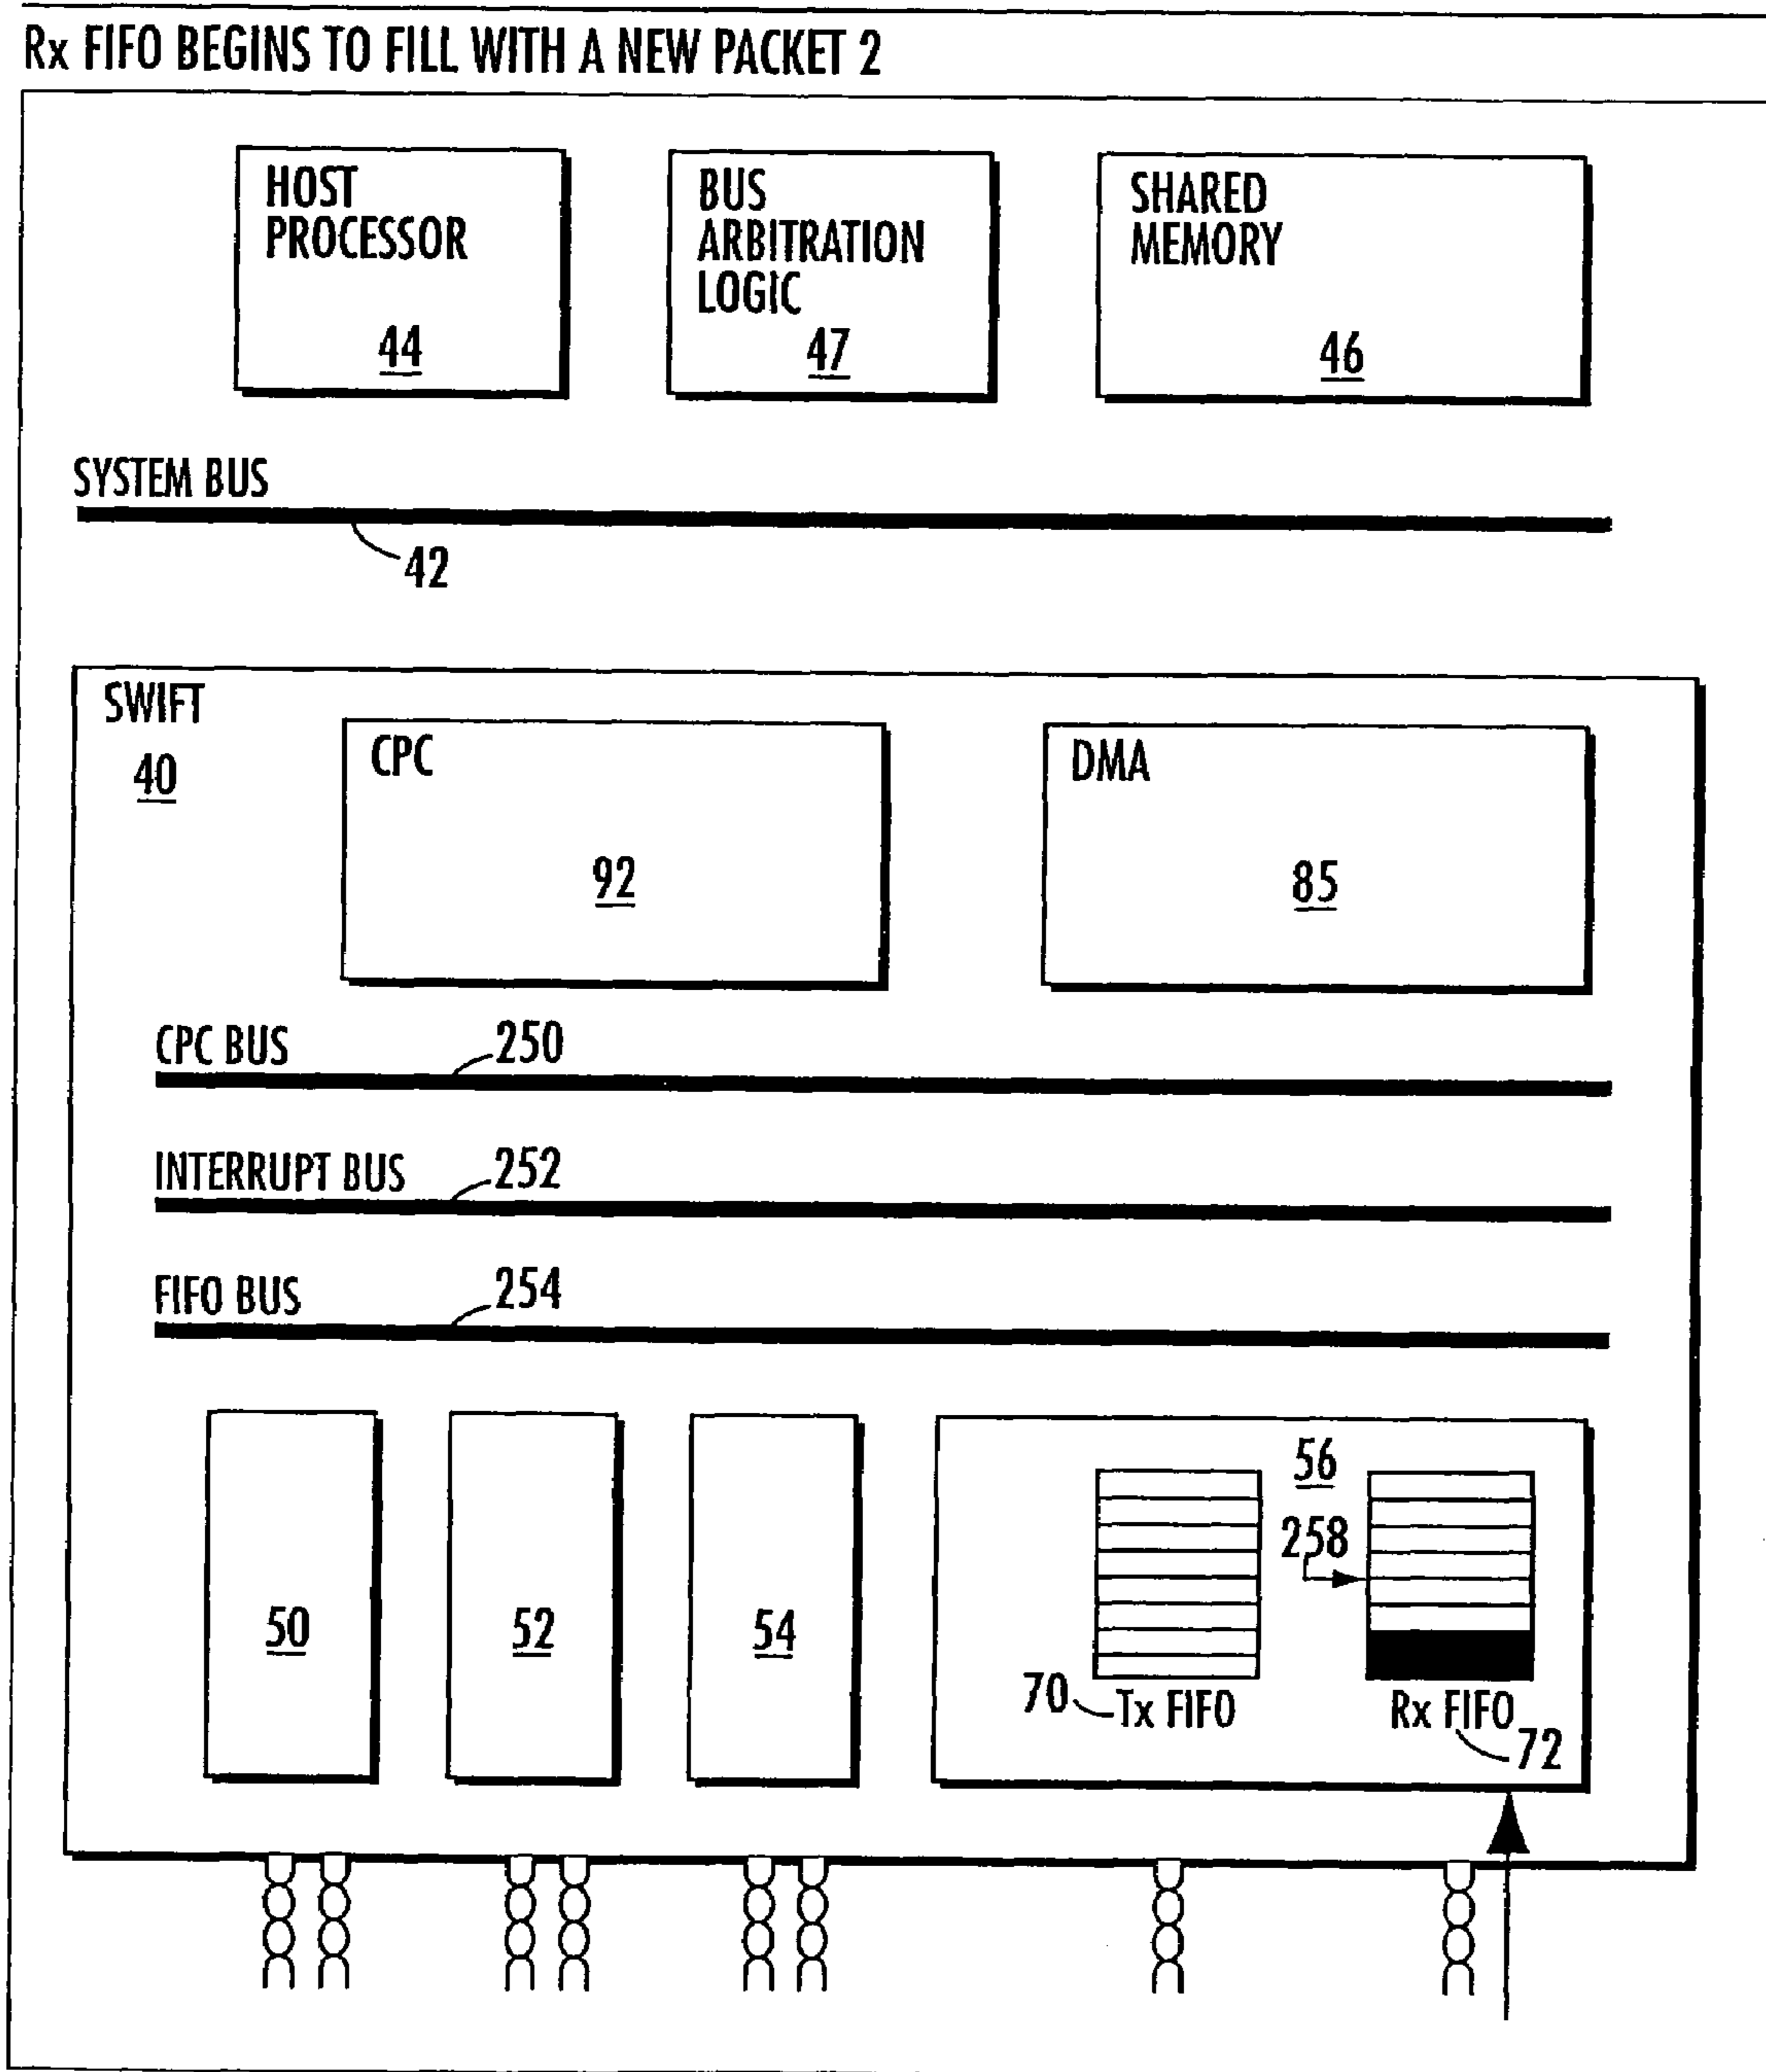 Rx FIFO BEGINS TO FILL WITH A NEW PACKET 2
HOST
PROCESSOR
44
BUS
ARBITRATION
LOGIC
47
SHARED
MEMORY
46
SYSTEM BUS
42
SWIFT
40
CPC
92
DMA
85
CPC BUS
250
INTERRUPT BUS
252
FIFO BUS
254
50
52
54
56
258
70
Tx FIFO
Rx FIFO
72